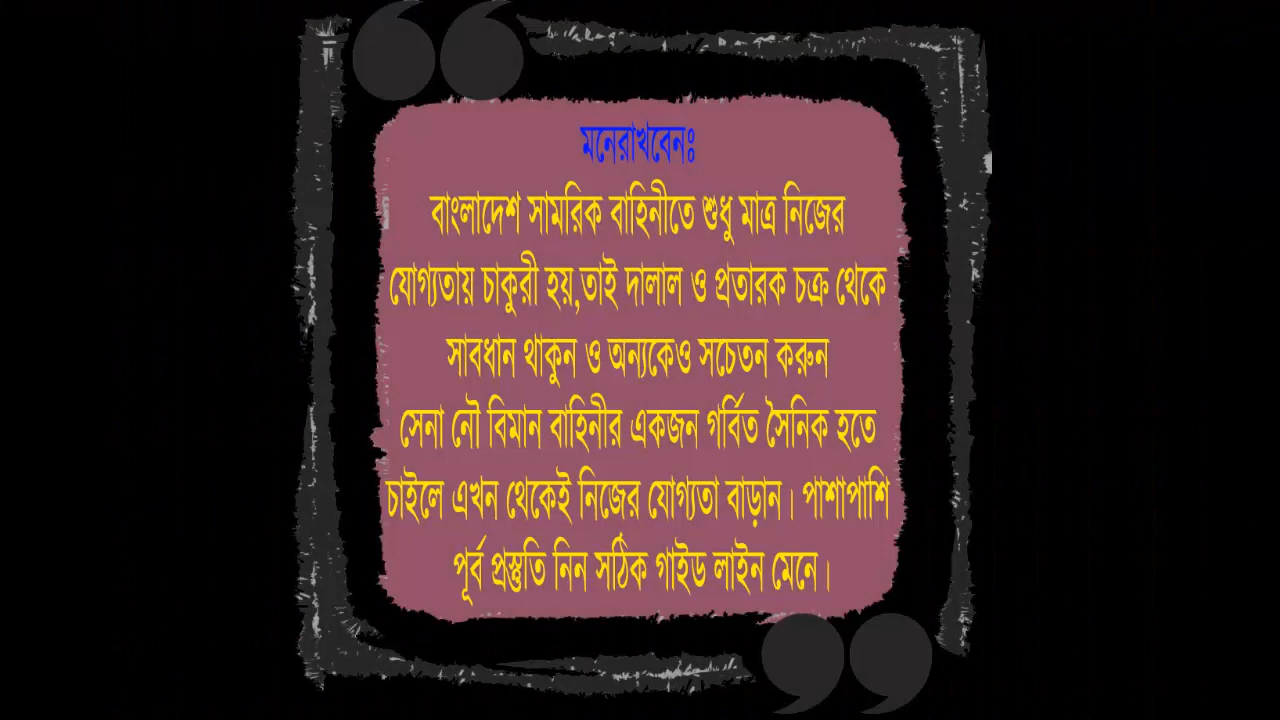 মনেরাখবেনঃ
বাংলাদেশ সামরিক বাহিনীতে শুধু মাত্র নিজের
যোগ্যতায় চাকুরী হয়,তাই দালাল ও প্রতারক চক্র থেকে
সাবধান থাকুন ও অন্যকেও সচেতন করুন
সেনা নৌ বিমান বাহিনীর একজন গর্বিত সৈনিক হতে
চাইলে এখন থেকেই নিজের যোগ্যতা বাড়ান। পাশাপাশি
পূর্ব প্রস্তুতি নিন সঠিক গাইড লাইন মেনে।